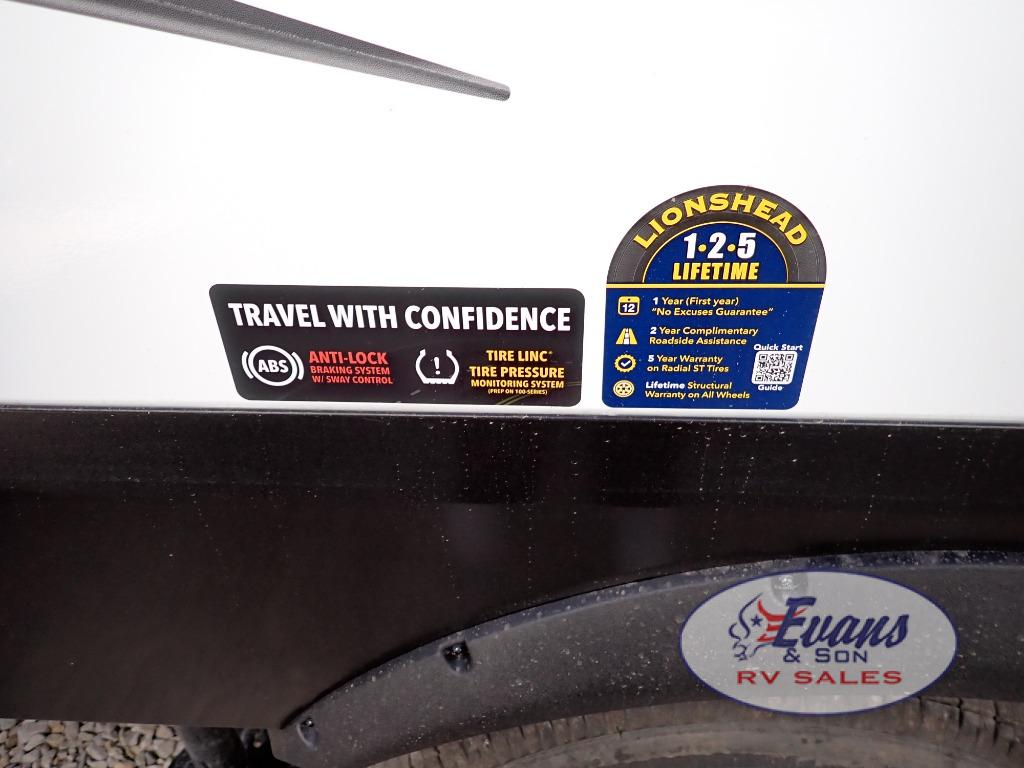 TRAVEL WITH CONFIDENCE
ABS
ANTI-LOCK
BRAKING SYSTEM
W/ SWAY CONTROL
!
TIRE LINC®
TIRE PRESSURE
MONITORING SYSTEM
(PREP ON 100-SERIES)
LIONSHEAD
1•2•5
LIFETIME
12
1 Year (First year)
"No Excuses Guarantee"
2 Year Complimentary
Roadside Assistance
5 Year Warranty
on Radial ST Tires
Lifetime Structural
Warranty on All Wheels
Quick Start
Guide
Evans
& SON
RV SALES